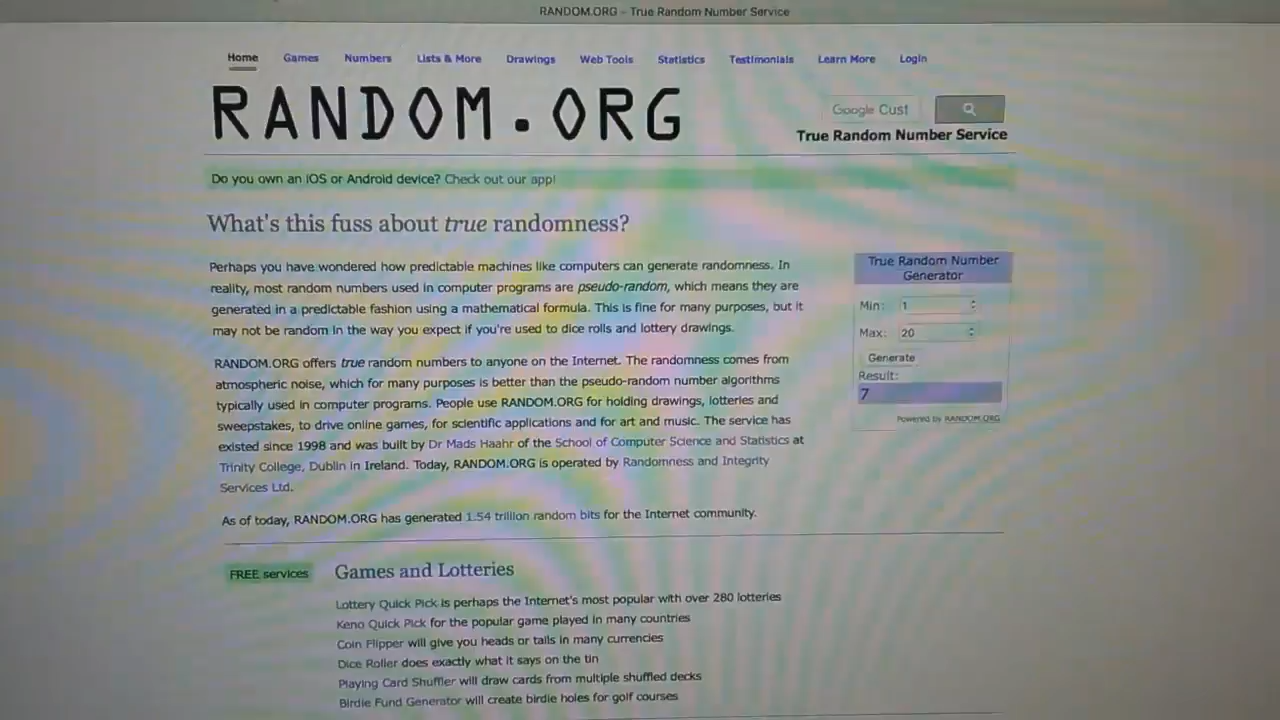 RANDOM.ORG - True Random Number Service
Home Games Numbers Lists & More Drawings Web Tools Statistics Testimonials Learn More Login
RANDOM.ORG
Google Cust
True Random Number Service
Do you own an iOS or Android device? Check out our app!
What's this fuss about true randomness?
Perhaps you have wondered how predictable machines like computers can generate randomness. In
reality, most random numbers used in computer programs are pseudo-random, which means they are
generated in a predictable fashion using a mathematical formula. This is fine for many purposes, but it
may not be random in the way you expect if you're used to dice rolls and lottery drawings.
RANDOM.ORG offers true random numbers to anyone on the Internet. The randomness comes from
atmospheric noise, which for many purposes is better than the pseudo-random number algorithms
typically used in computer programs. People use RANDOM.ORG for holding drawings, lotteries and
sweepstakes, to drive online games, for scientific applications and for art and music. The service has
existed since 1998 and was built by Dr Mads Haahr of the School of Computer Science and Statistics at
Trinity College, Dublin in Ireland. Today, RANDOM.ORG is operated by Randomness and Integrity
Services Ltd.
As of today, RANDOM.ORG has generated 1.54 trillion random bits for the Internet community.
True Random Number
Generator
Min: 1
Max: 20
Generate
Result:
7
Powered by RANDOM.ORG
FREE services
Games and Lotteries
Lottery Quick Pick is perhaps the Internet's most popular with over 280 lotteries
Keno Quick Pick for the popular game played in many countries
Coin Flipper will give you heads or tails in many currencies
Dice Roller does exactly what it says on the tin
Playing Card Shuffler will draw cards from multiple shuffled decks
Birdie Fund Generator will create birdie holes for golf courses